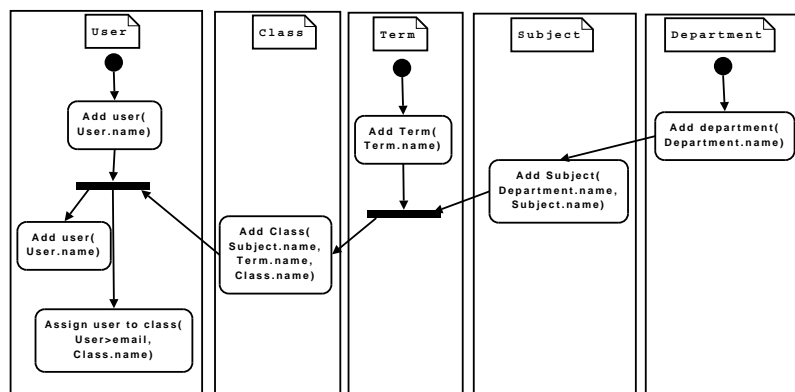 User
Class
Term
Subject
Department
Add user(
User.name)
Add Term(
Term.name)
Add department(
Department.name)
Add Subject(
Department.name,
Subject.name)
Add user(
User.name)
Add Class(
Subject.name,
Term.name,
Class.name)
Assign user to class(
User>email,
Class.name)